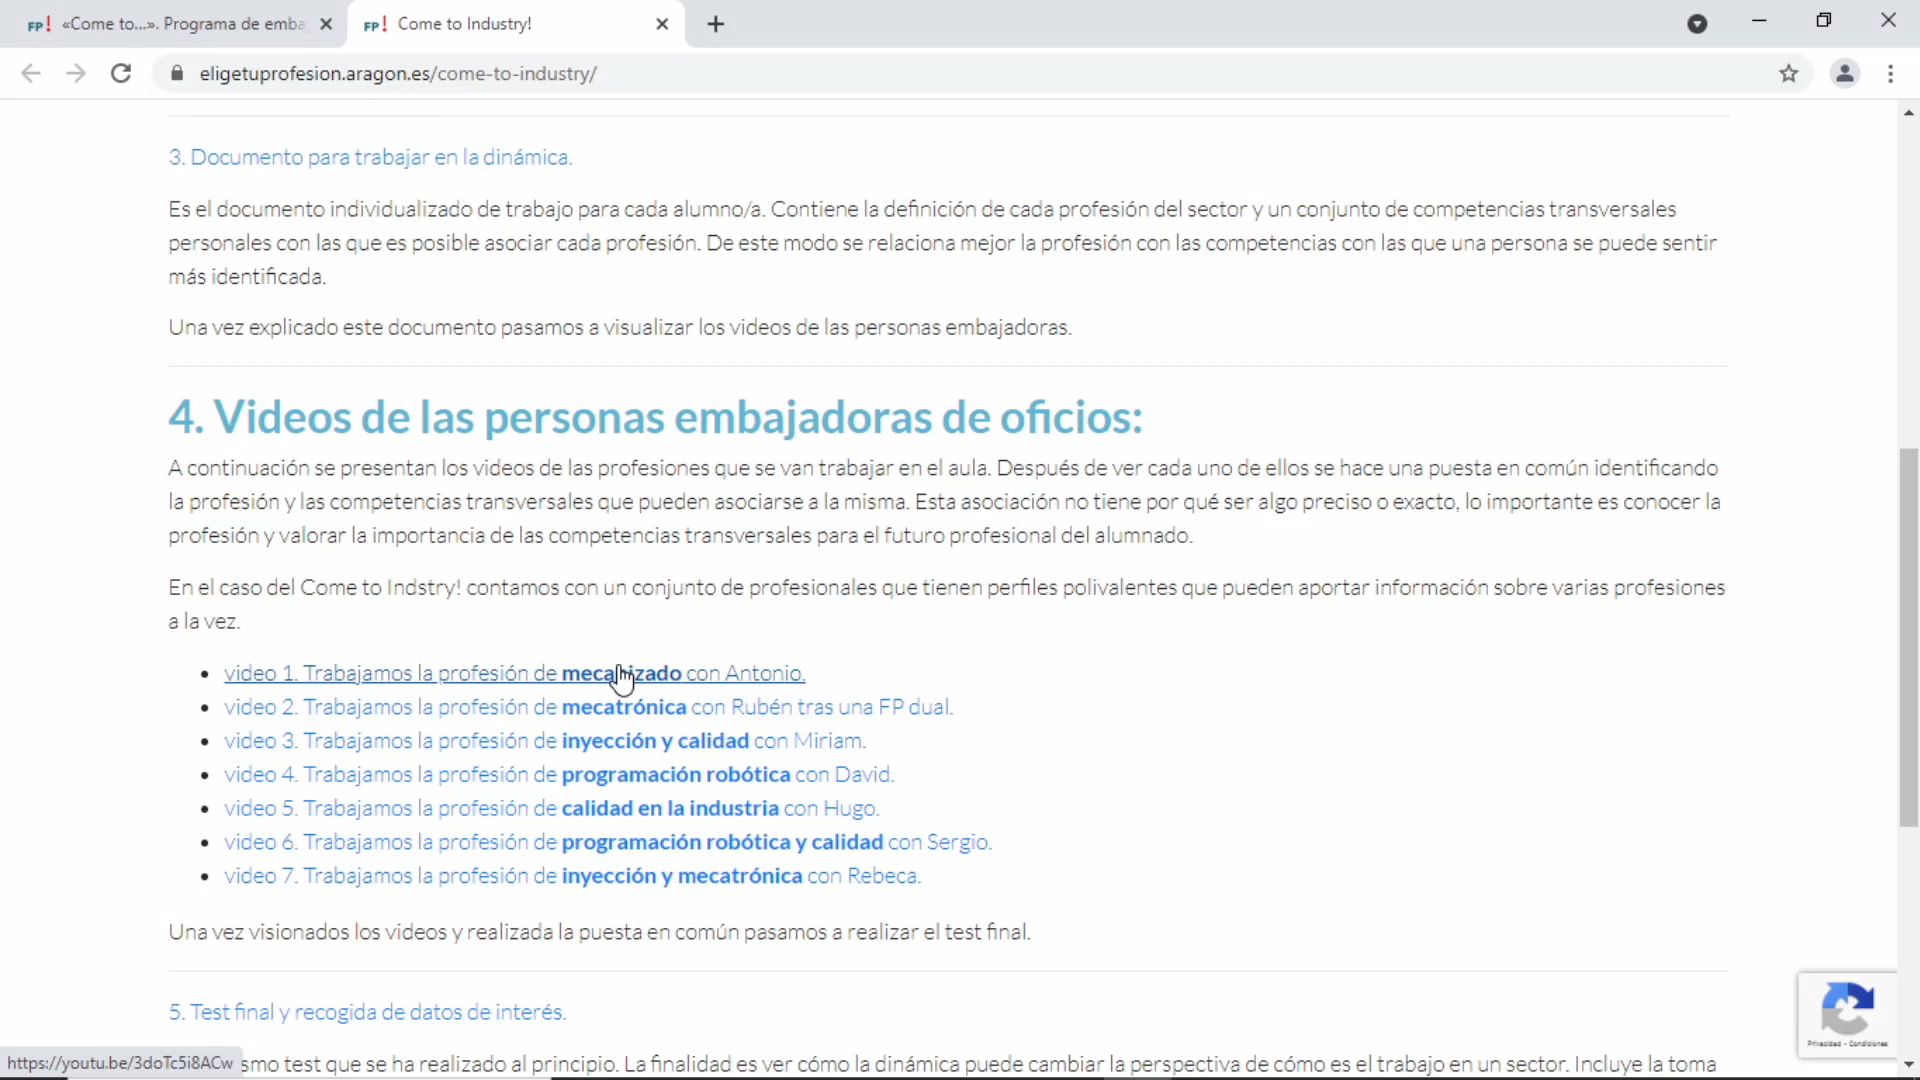 FP! «Come to...». Programa de emba
FP! Come to Industry!
eligetuprofesion.aragon.es/come-to-industry/
3. Documento para trabajar en la dinámica.
Es el documento individualizado de trabajo para cada alumno/a. Contiene la definición de cada profesión del sector y un conjunto de competencias transversales
personales con las que es posible asociar cada profesión. De este modo se relaciona mejor la profesión con las competencias con las que una persona se puede sentir
más identificada.
Una vez explicado este documento pasamos a visualizar los videos de las personas embajadoras.
4. Videos de las personas embajadoras de oficios:
A continuación se presentan los videos de las profesiones que se van trabajar en el aula. Después de ver cada uno de ellos se hace una puesta en común identificando
la profesión y las competencias transversales que pueden asociarse a la misma. Esta asociación no tiene por qué ser algo preciso o exacto, lo importante es conocer la
profesión y valorar la importancia de las competencias transversales para el futuro profesional del alumnado.
En el caso del Come to Indstry! contamos con un conjunto de profesionales que tienen perfiles polivalentes que pueden aportar información sobre varias profesiones
a la vez.
video 1. Trabajamos la profesión de mecanizado con Antonio.
video 2. Trabajamos la profesión de mecatrónica con Rubén tras una FP dual.
video 3. Trabajamos la profesión de inyección y calidad con Miriam.
video 4. Trabajamos la profesión de programación robótica con David.
video 5. Trabajamos la profesión de calidad en la industria con Hugo.
video 6. Trabajamos la profesión de programación robótica y calidad con Sergio.
video 7. Trabajamos la profesión de inyección y mecatrónica con Rebeca.
Una vez visionados los videos y realizada la puesta en común pasamos a realizar el test final.
5. Test final y recogida de datos de interés.
Privacidad - Condiciones
https://youtu.be/3doTc5i8ACw
smo test que se ha realizado al principio. La finalidad es ver cómo la dinámica puede cambiar la perspectiva de cómo es el trabajo en un sector. Incluye la toma